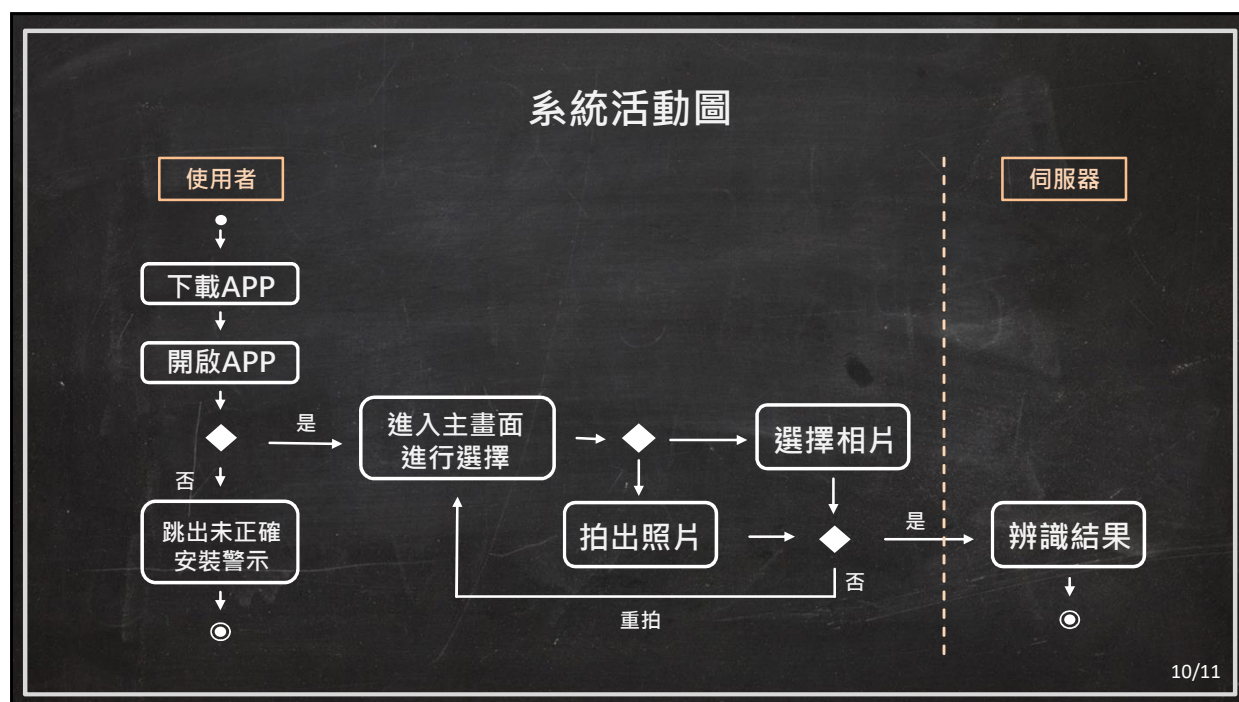 系統活動圖
使用者
伺服器
下載APP
開啟APP
是
進入主畫面
進行選擇
選擇相片
否
跳出未正確
安裝警示
拍出照片
是
辨識結果
否
重拍
10/11